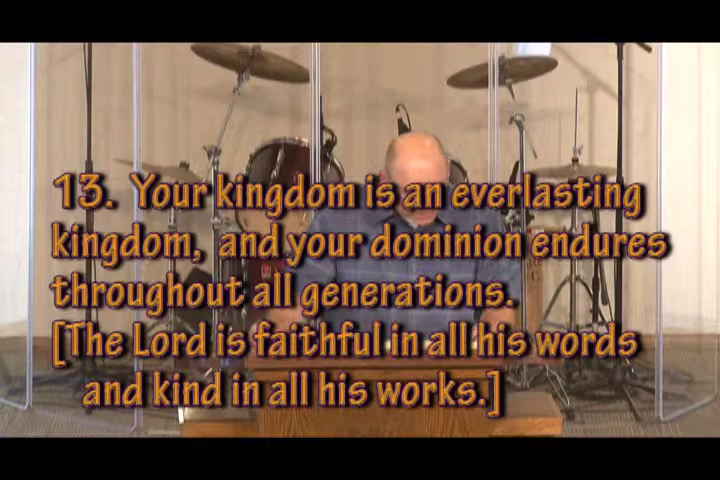 13. Your kingdom is an everlasting
kingdom, and your dominion endures
throughout all generations.
[The Lord is faithful in all his words
and kind in all his works.]